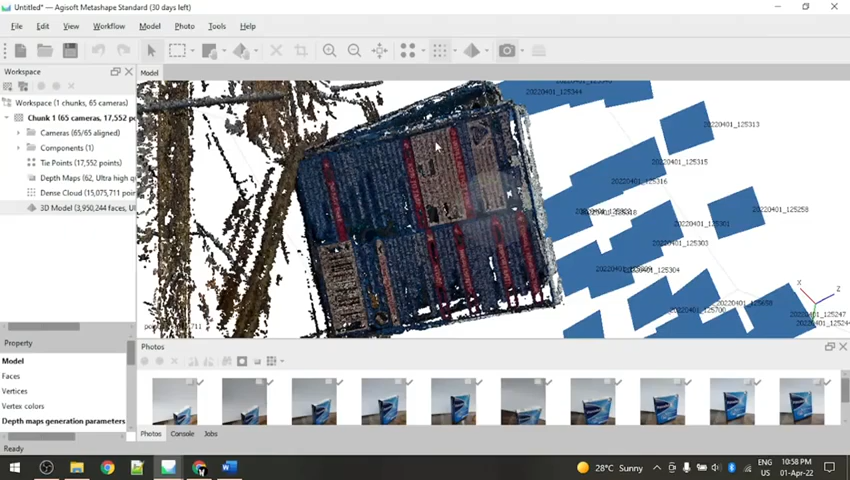 Untitled* — Agisoft Metashape Standard (30 days left)
File Edit View Workflow Model Photo Tools Help
Workspace
Model
Workspace (1 chunks, 65 cameras)
Chunk 1 (65 cameras, 17,552 p
Cameras (65/65 aligned)
Components (1)
Tie Points (17,552 points)
Depth Maps (62, Ultra high q
Dense Cloud (15,075,711 poin
3D Model (3,950,244 faces, Ul
20220401_125344
20220401_125313
20220401_125315
20220401_125316
20220401_125258
20220401_125301
20220401_125303
20220401_125304
20220401_125247
X
Z
Property
Model
Faces
Vertices
Vertex colors
Depth maps generation parameters
Photos
Photos Console Jobs
Ready
28°C Sunny
ENG
US
10:58 PM
01-Apr-22